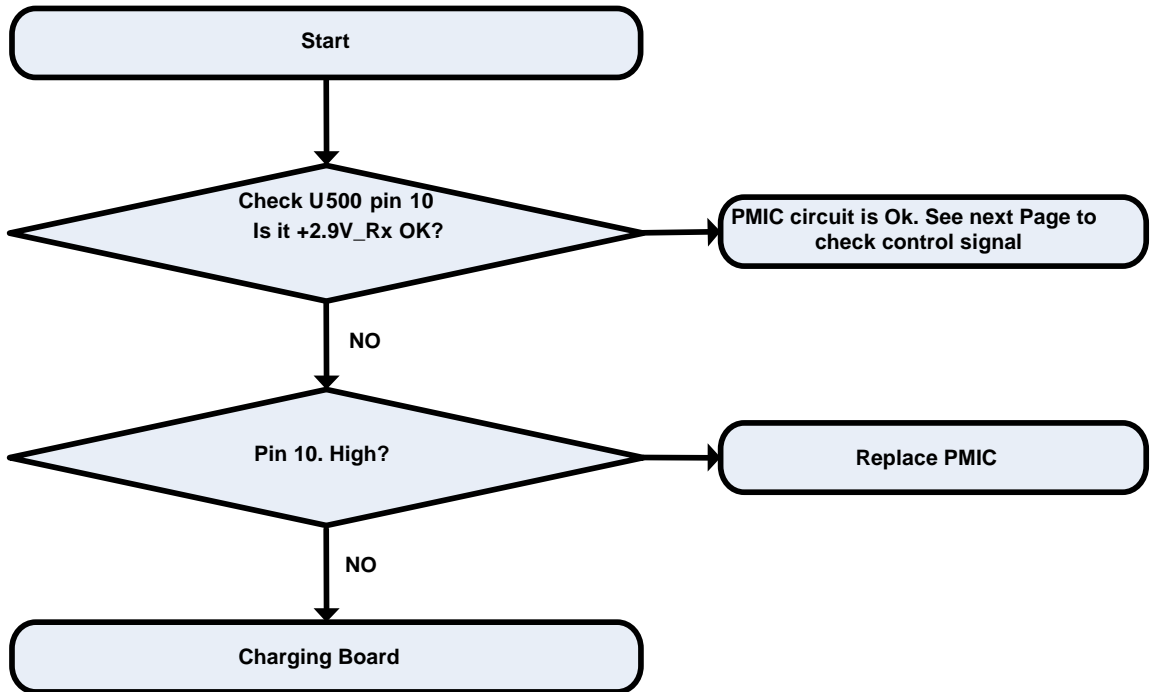 Start
Check U500 pin 10
Is it +2.9V_Rx OK?
PMIC circuit is Ok. See next Page to
check control signal
NO
Pin 10. High?
Replace PMIC
NO
Charging Board